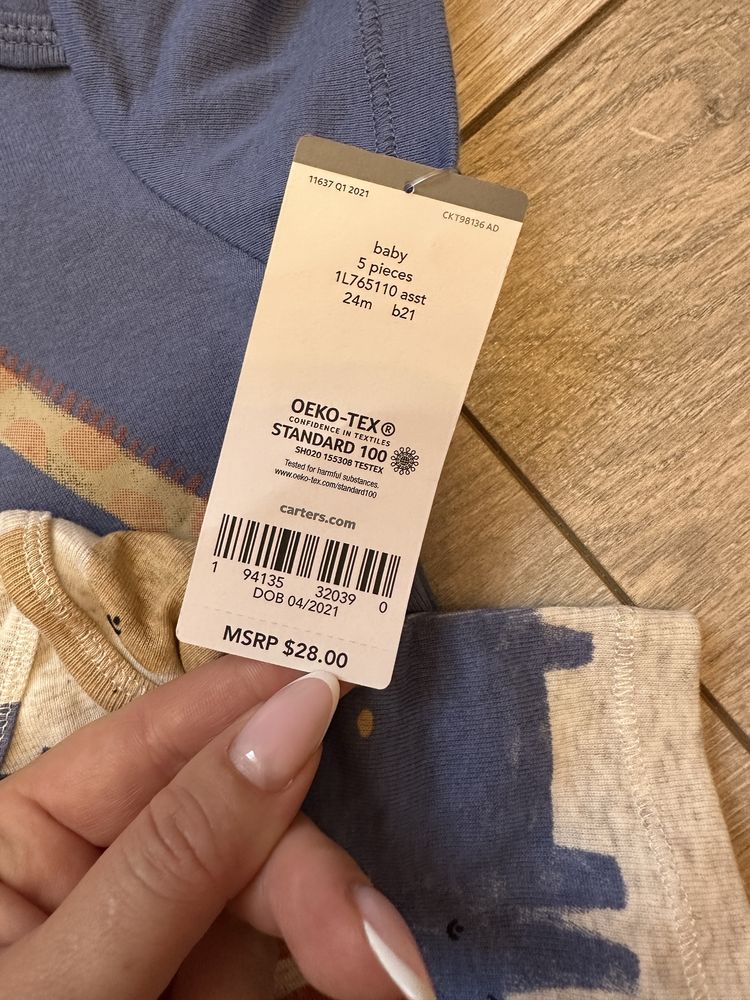 11637 Q1 2021
CKT98136 AD
baby
5 pieces
1L765110 asst
24m b21
OEKO-TEX®
CONFIDENCE IN TEXTILES
STANDARD 100
SH020 155308 TESTEX
Tested for harmful substances.
www.oeko-tex.com/standard100
carters.com
1 94135 32039 0
DOB 04/2021
MSRP $28.00